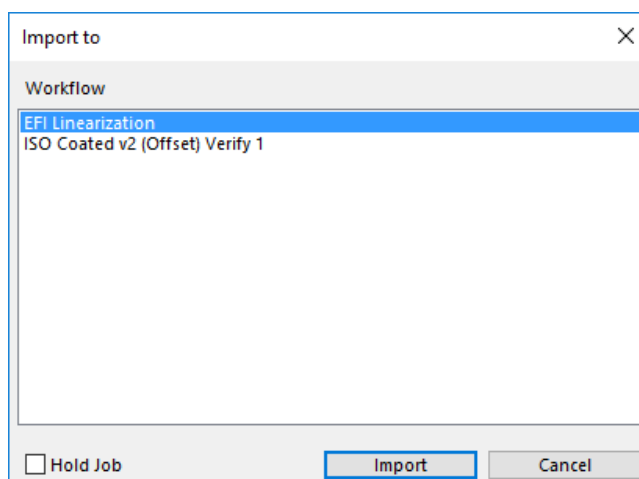 Import to
Workflow
EFI Linearization
ISO Coated v2 (Offset) Verify 1
Hold Job
Import
Cancel